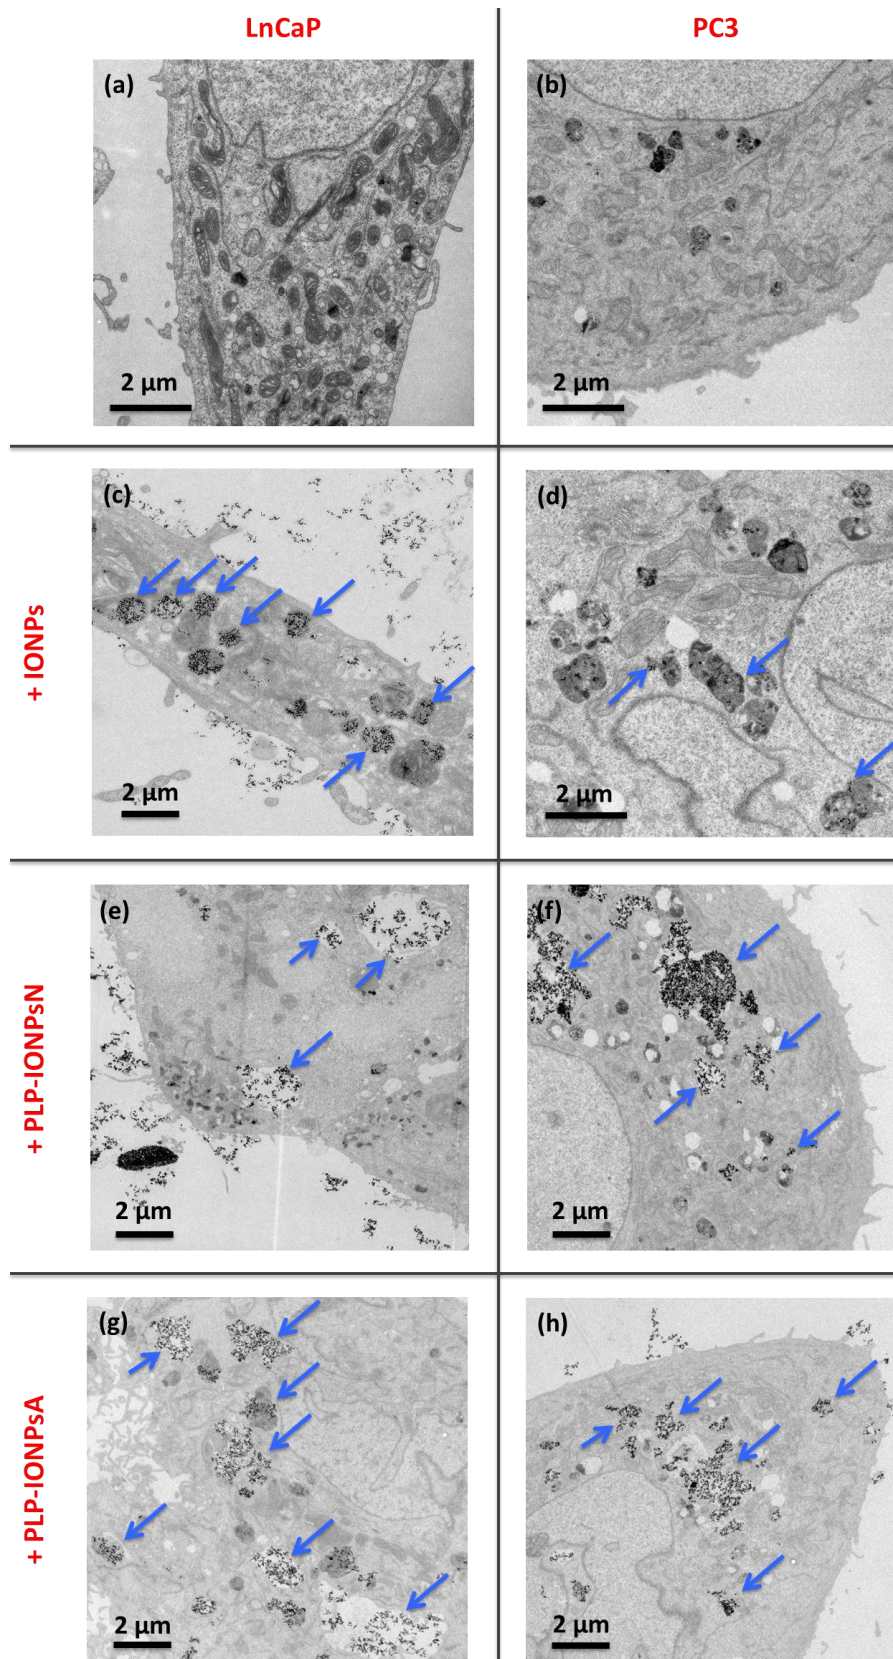 LnCaP
PC3
(a)
2 µm
(b)
2 µm
+ IONPs
(c)
2 µm
(d)
2 µm
+ PLP-IONPsN
(e)
2 µm
(f)
2 µm
+ PLP-IONPsA
(g)
2 µm
(h)
2 µm